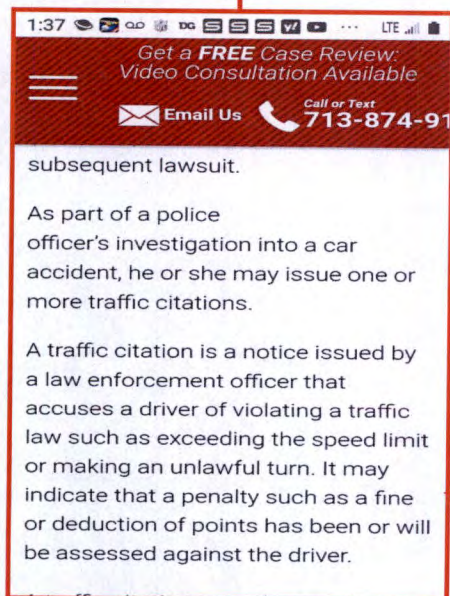 1:37 DG S S S y! ... LTE
Get a FREE Case Review:
Video Consultation Available
Email Us
Call or Text
713-874-91
subsequent lawsuit.
As part of a police
officer's investigation into a car
accident, he or she may issue one or
more traffic citations.
A traffic citation is a notice issued by
a law enforcement officer that
accuses a driver of violating a traffic
law such as exceeding the speed limit
or making an unlawful turn. It may
indicate that a penalty such as a fine
or deduction of points has been or will
be assessed against the driver.